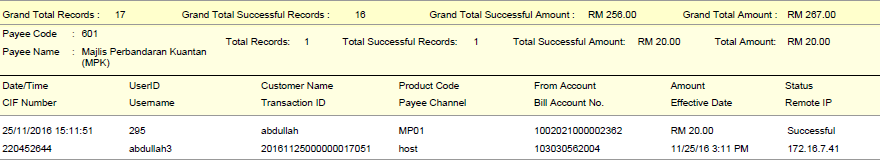 Grand Total Records : 17 Grand Total Successful Records : 16 Grand Total Successful Amount : RM 256.00 Grand Total Amount : RM 267.00
Payee Code : 601
Total Records: 1 Total Successful Records: 1 Total Successful Amount: RM 20.00 Total Amount: RM 20.00
Payee Name : Majlis Perbandaran Kuantan
(MPK)
Date/Time UserID Customer Name Product Code From Account Amount Status
CIF Number Username Transaction ID Payee Channel Bill Account No. Effective Date Remote IP
25/11/2016 15:11:51 295 abdullah MP01 1002021000002362 RM 20.00 Successful
220452644 abdullah3 20161125000000017051 host 103030562004 11/25/16 3:11 PM 172.16.7.41